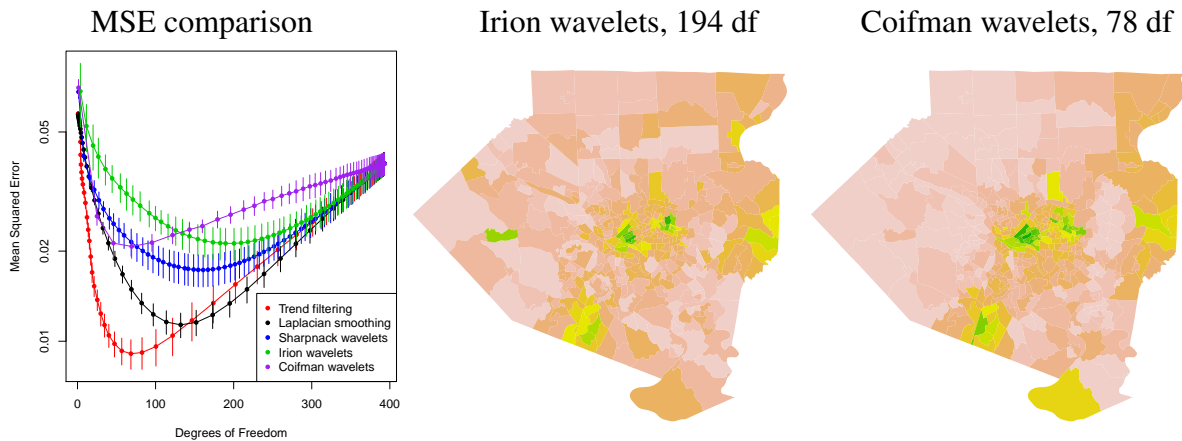 MSE comparison
Irion wavelets, 194 df
Coifman wavelets, 78 df
Mean Squared Error
0.05
0.02
0.01
Trend filtering
Laplacian smoothing
Sharpnack wavelets
Irion wavelets
Coifman wavelets
0 100 200 300 400
Degrees of Freedom